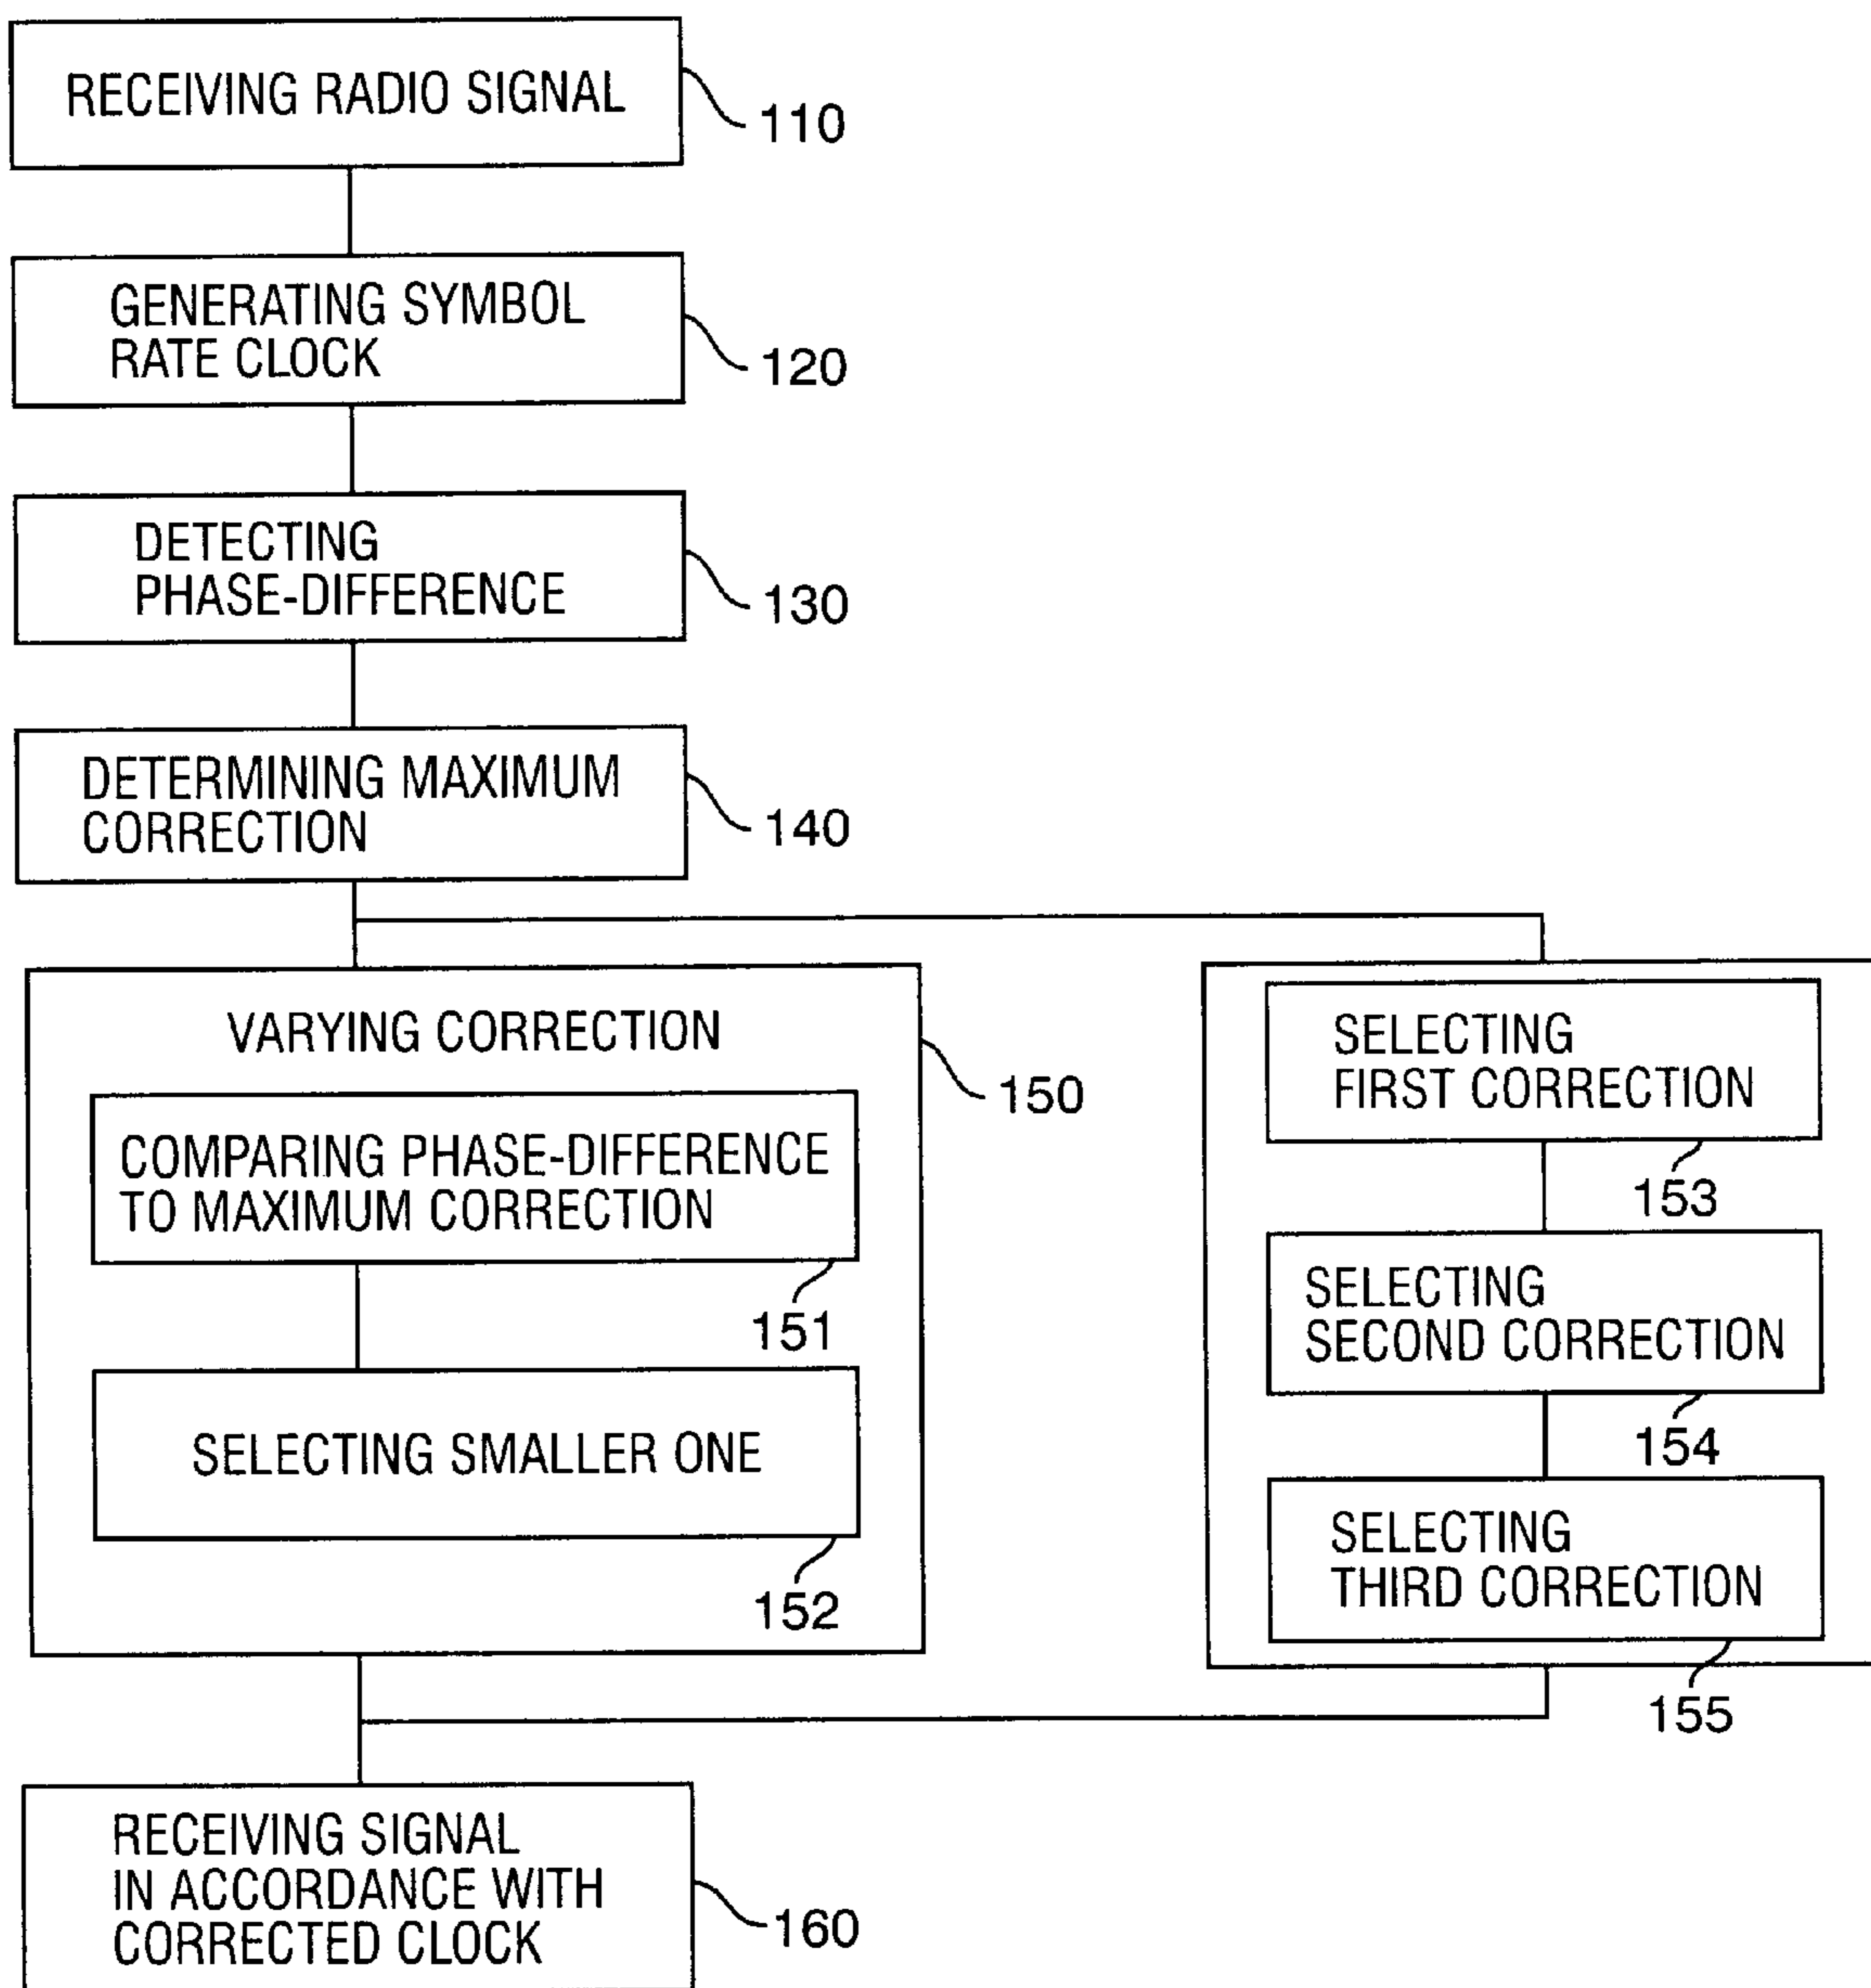 RECEIVING RADIO SIGNAL
110
GENERATING SYMBOL
RATE CLOCK
120
DETECTING
PHASE-DIFFERENCE
130
DETERMINING MAXIMUM
CORRECTION
140
VARYING CORRECTION
150
COMPARING PHASE-DIFFERENCE
TO MAXIMUM CORRECTION
151
SELECTING SMALLER ONE
152
SELECTING
FIRST CORRECTION
153
SELECTING
SECOND CORRECTION
154
SELECTING
THIRD CORRECTION
155
RECEIVING SIGNAL
IN ACCORDANCE WITH
CORRECTED CLOCK
160